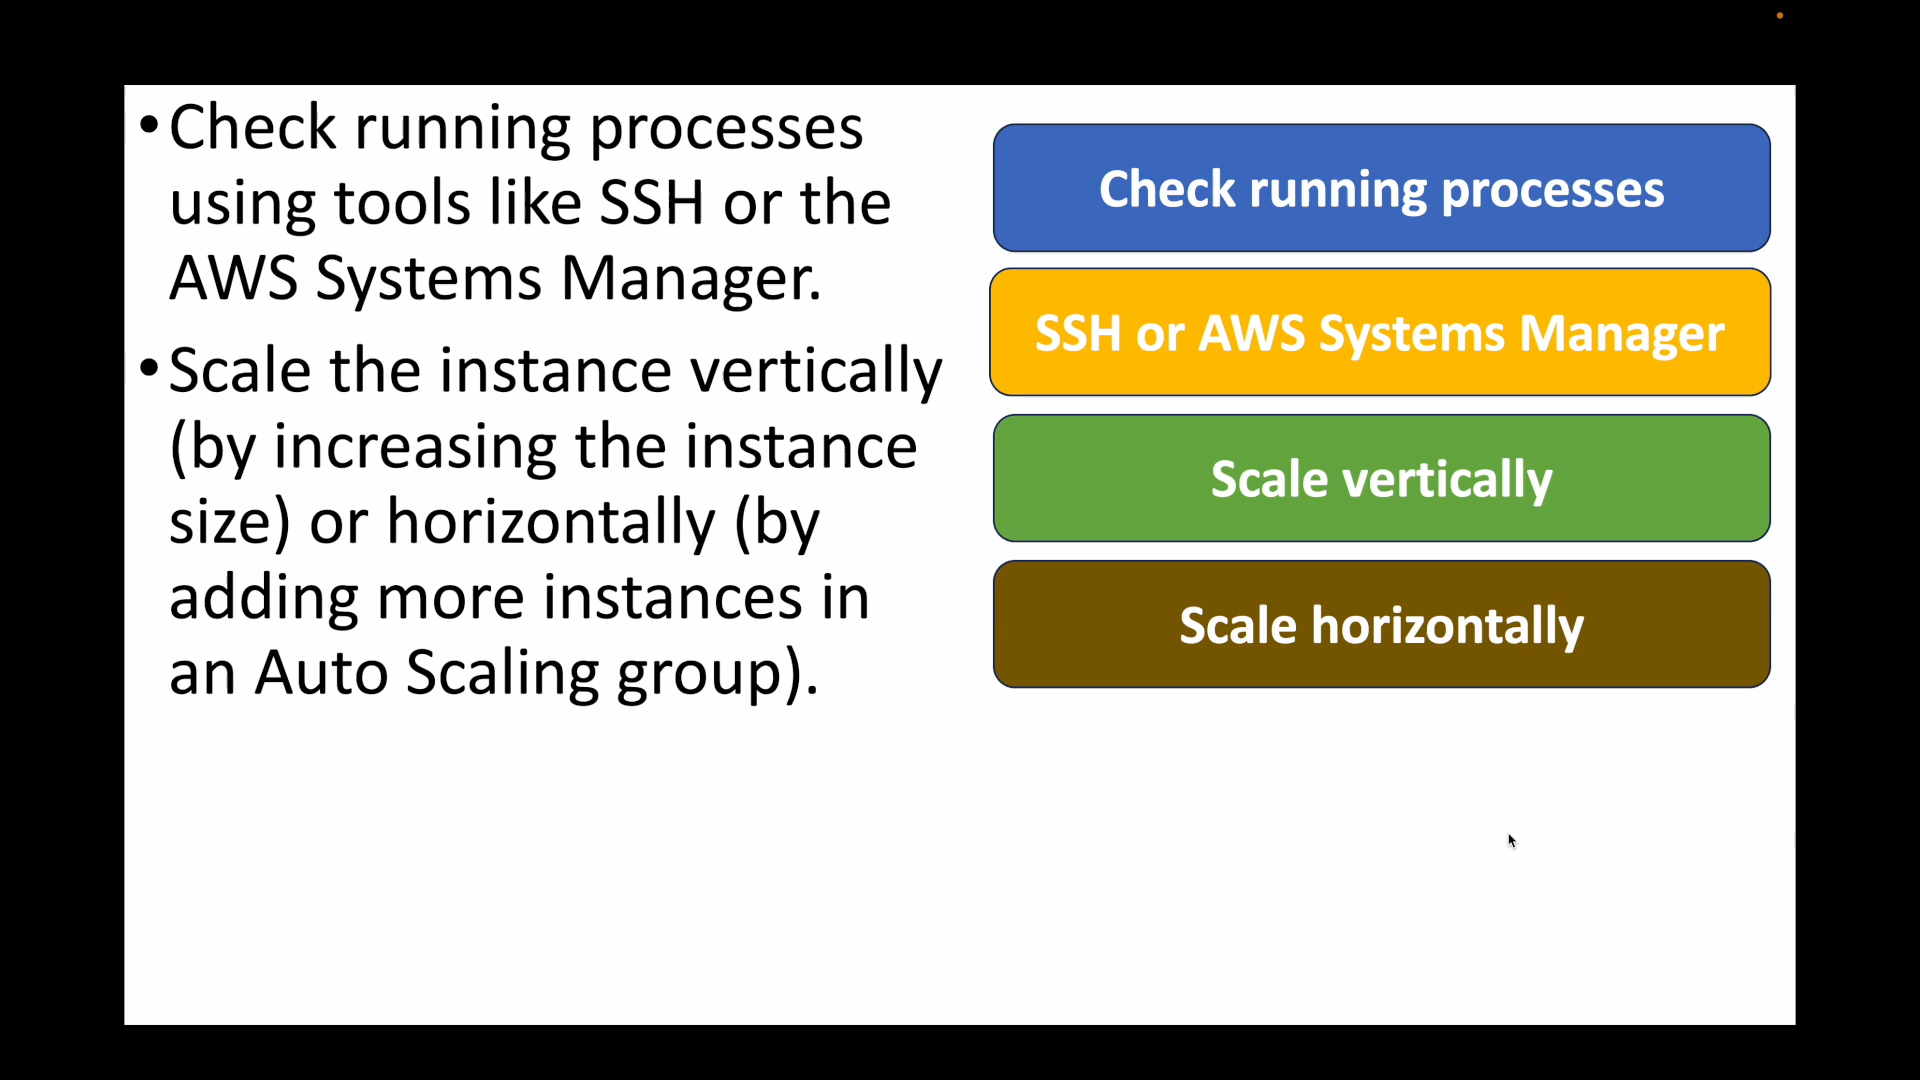 • Check running processes
using tools like SSH or the
AWS Systems Manager.
• Scale the instance vertically
(by increasing the instance
size) or horizontally (by
adding more instances in
an Auto Scaling group).
Check running processes
SSH or AWS Systems Manager
Scale vertically
Scale horizontally